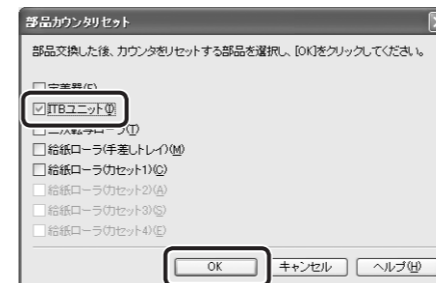 部品カウンタリセット
部品交換した後、カウンタをリセットする部品を選択し、[OK]をクリックしてください。
定着器(F)
ITBユニット(I)
二次転写ローラ(T)
給紙ローラ(手差しトレイ)(M)
給紙ローラ(カセット1)(C)
給紙ローラ(カセット2)(A)
給紙ローラ(カセット3)(S)
給紙ローラ(カセット4)(E)
OK キャンセル ヘルプ(H)